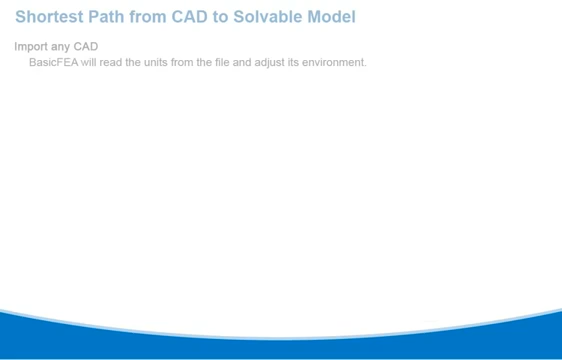 Shortest Path from CAD to Solvable Model
Import any CAD
BasicFEA will read the units from the file and adjust its environment.